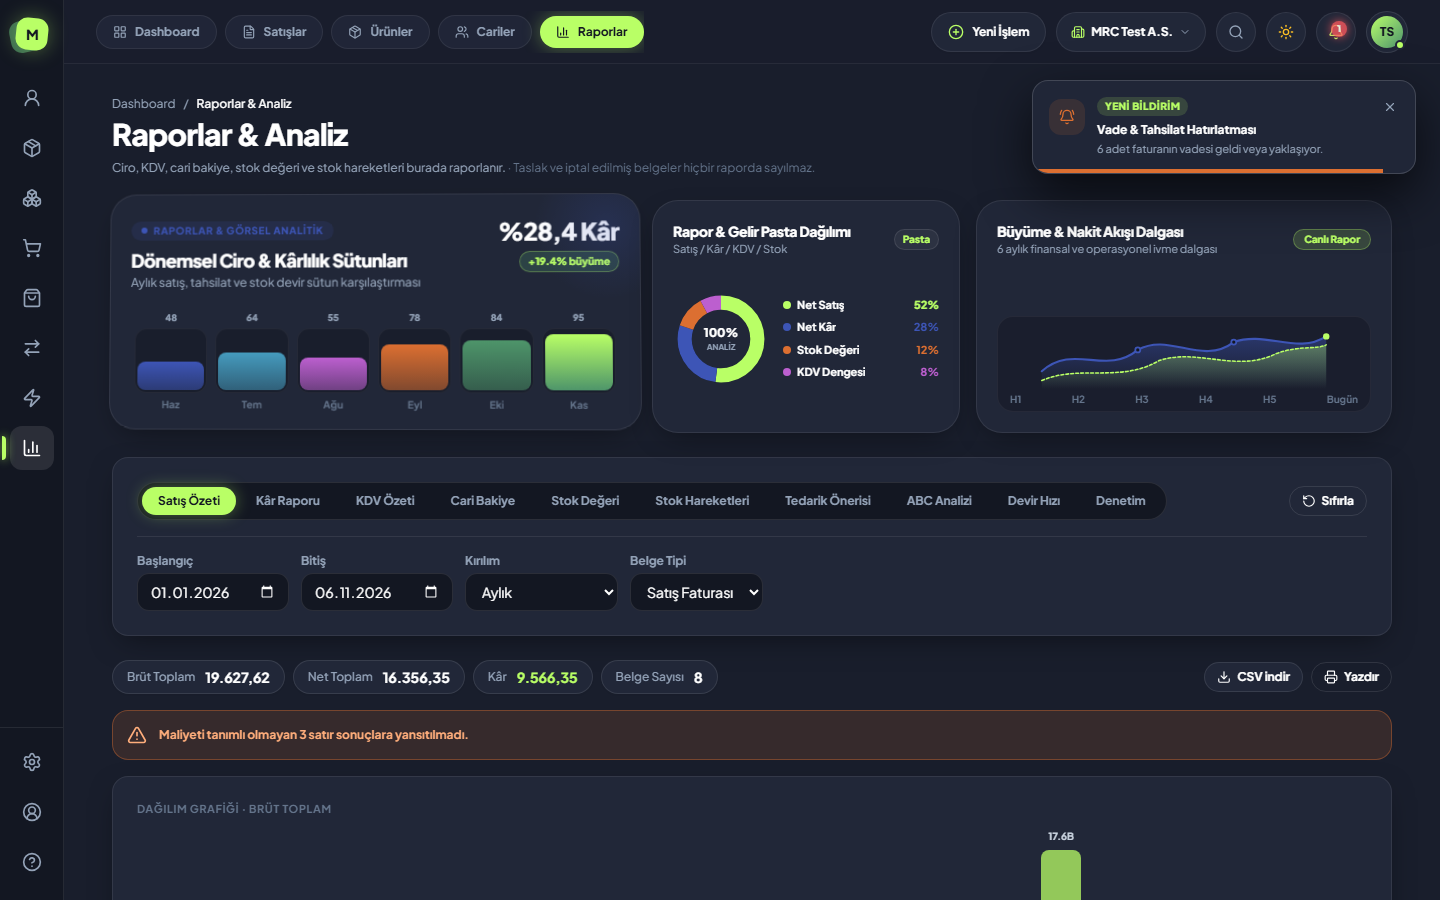 M
Dashboard
Satışlar
Ürünler
Cariler
Raporlar
Yeni İşlem
MRC Test A.S.
1
TS
Dashboard / Raporlar & Analiz
Raporlar & Analiz
Ciro, KDV, cari bakiye, stok değeri ve stok hareketleri burada raporlanır. · Taslak ve iptal edilmiş belgeler hiçbir raporda sayılmaz.
YENİ BİLDİRİM
Vade & Tahsilat Hatırlatması
6 adet faturanın vadesi geldi veya yaklaşıyor.
RAPORLAR & GÖRSEL ANALİTİK
%28,4 Kâr
Dönemsel Ciro & Kârlılık Sütunları
+19.4% büyüme
Aylık satış, tahsilat ve stok devir sütun karşılaştırması
48 64 55 78 84 95
Haz Tem Ağu Eyl Eki Kas
Rapor & Gelir Pasta Dağılımı
Satış / Kâr / KDV / Stok
Pasta
100%
ANALİZ
Net Satış 52%
Net Kâr 28%
Stok Değeri 12%
KDV Dengesi 8%
Büyüme & Nakit Akışı Dalgası
6 aylık finansal ve operasyonel ivme dalgası
Canlı Rapor
H1 H2 H3 H4 H5 Bugün
Satış Özeti
Kâr Raporu
KDV Özeti
Cari Bakiye
Stok Değeri
Stok Hareketleri
Tedarik Önerisi
ABC Analizi
Devir Hızı
Denetim
Sıfırla
Başlangıç Bitiş Kırılım Belge Tipi
01.01.2026 06.11.2026 Aylık Satış Faturası
Brüt Toplam 19.627,62
Net Toplam 16.356,35
Kâr 9.566,35
Belge Sayısı 8
CSV indir
Yazdır
Maliyeti tanımlı olmayan 3 satır sonuçlara yansıtılmadı.
DAĞILIM GRAFİĞİ · BRÜT TOPLAM
17.6B